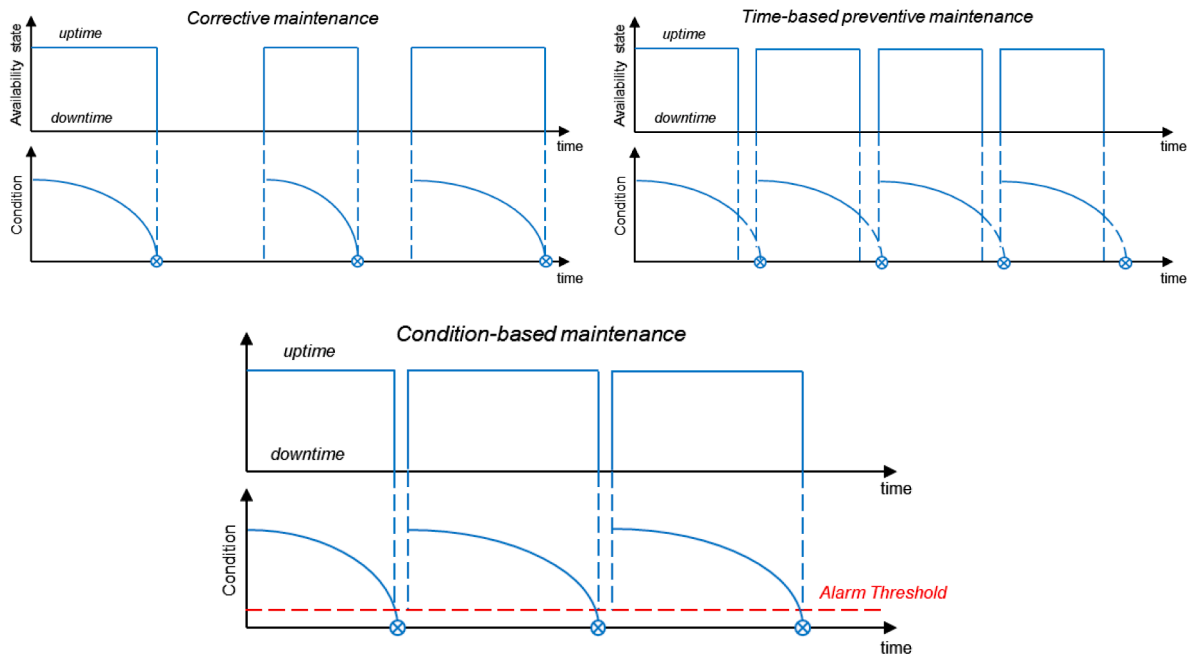 Corrective maintenance
Availability state
uptime
downtime
time
Condition
time
Time-based preventive maintenance
Availability state
uptime
downtime
time
Condition
time
Condition-based maintenance
uptime
downtime
time
Condition
Alarm Threshold
time